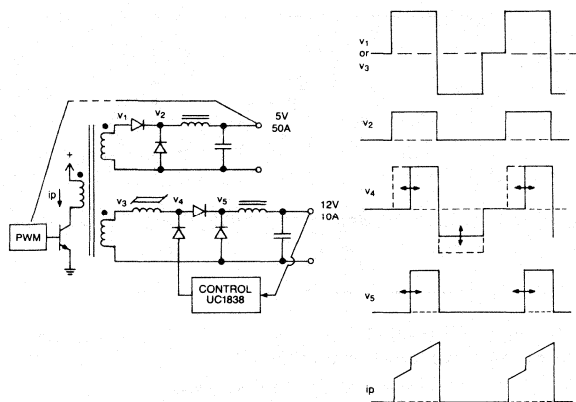 v1
or
v3
v1
v2
5V
50A
v2
+
ip
v3
v4
v5
12V
10A
v4
PWM
CONTROL
UC1838
v5
ip